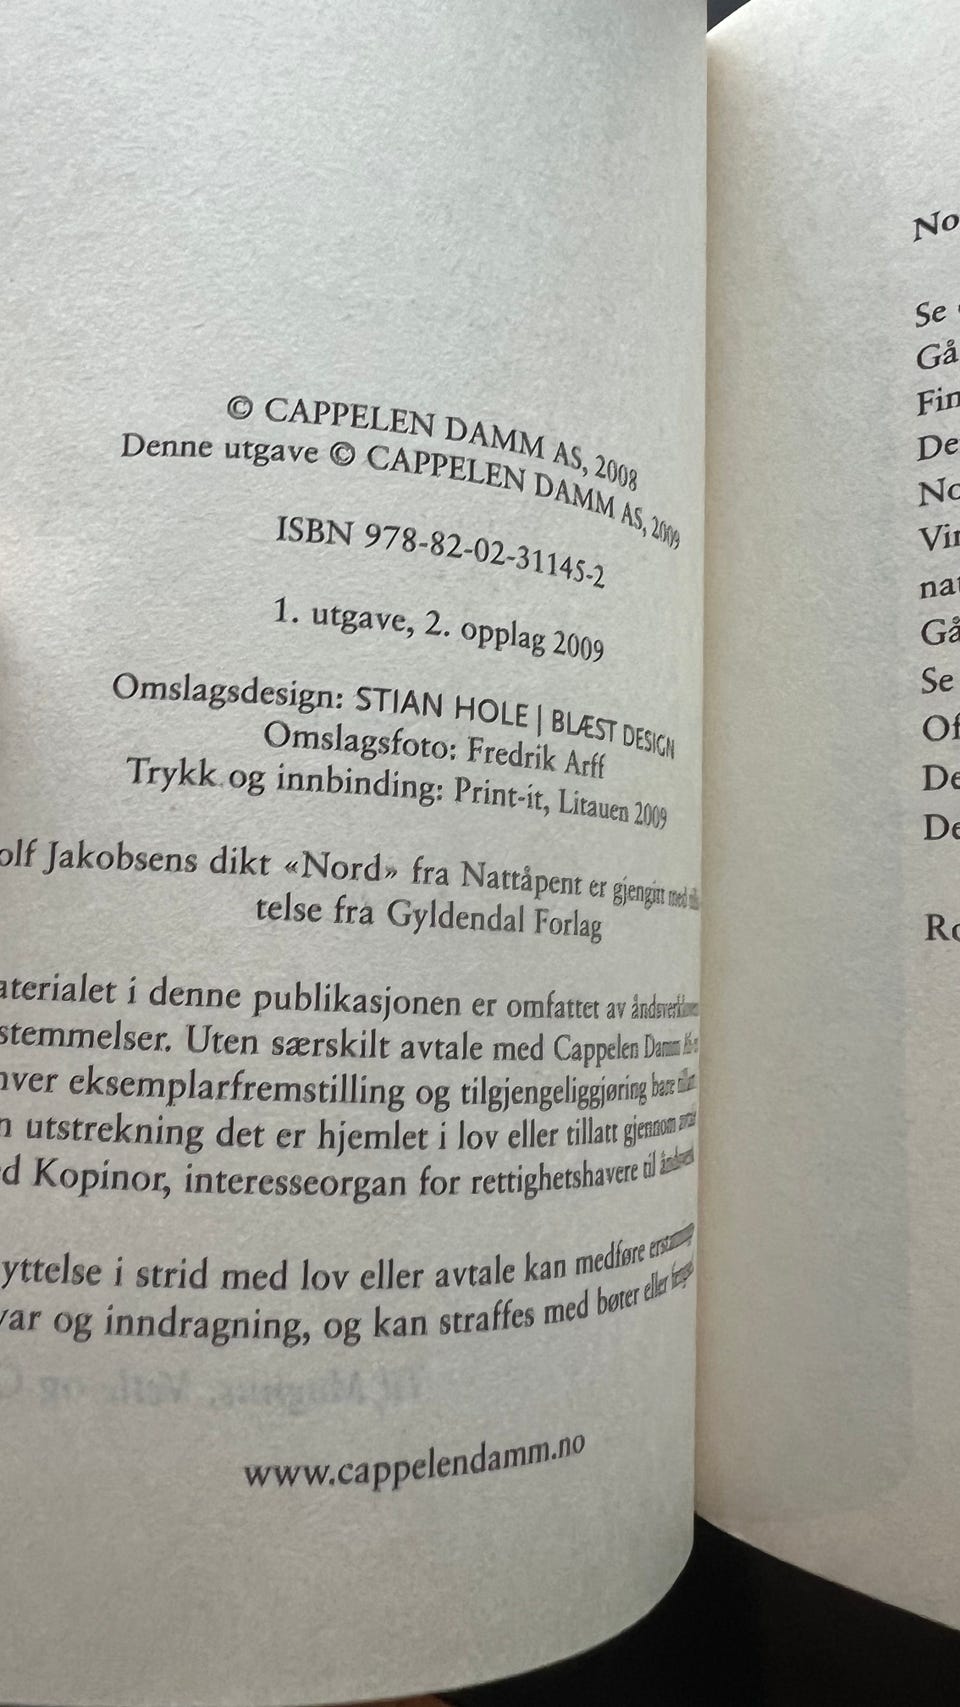 © CAPPELEN DAMM AS, 2008
Denne utgave © CAPPELEN DAMM AS, 2009
ISBN 978-82-02-31145-2
1. utgave, 2. opplag 2009
Omslagsdesign: STIAN HOLE | BLÆST DESIGN
Omslagsfoto: Fredrik Arff
Trykk og innbinding: Print-it, Litauen 2009
olf Jakobsens dikt «Nord» fra Nattåpent er gjengitt med
telse fra Gyldendal Forlag
aterialet i denne publikasjonen er omfattet av
stemmelser. Uten særskilt avtale med Cappelen Damm
ver eksemplarfremstilling og tilgjengeliggjøring bare
n utstrekning det er hjemlet i lov eller tillatt gjennom
d Kopinor, interesseorgan for rettighetshavere til
yttelse i strid med lov eller avtale kan medføre
var og inndragning, og kan straffes med bøter eller
www.cappelendamm.no
No
Se
Gå
Fin
De
No
Vin
nat
Gå
Se
Of
De
De
Ro